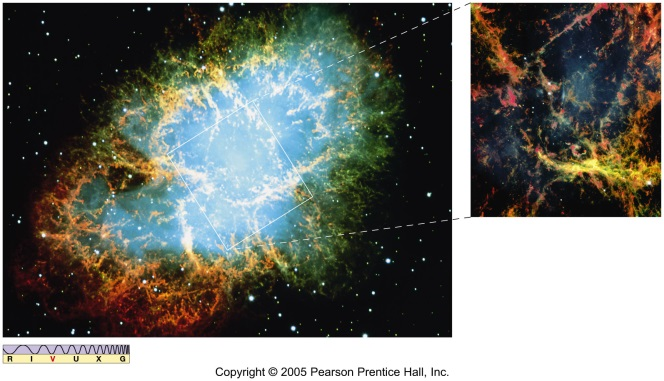 R I V U X G
Copyright © 2005 Pearson Prentice Hall, Inc.